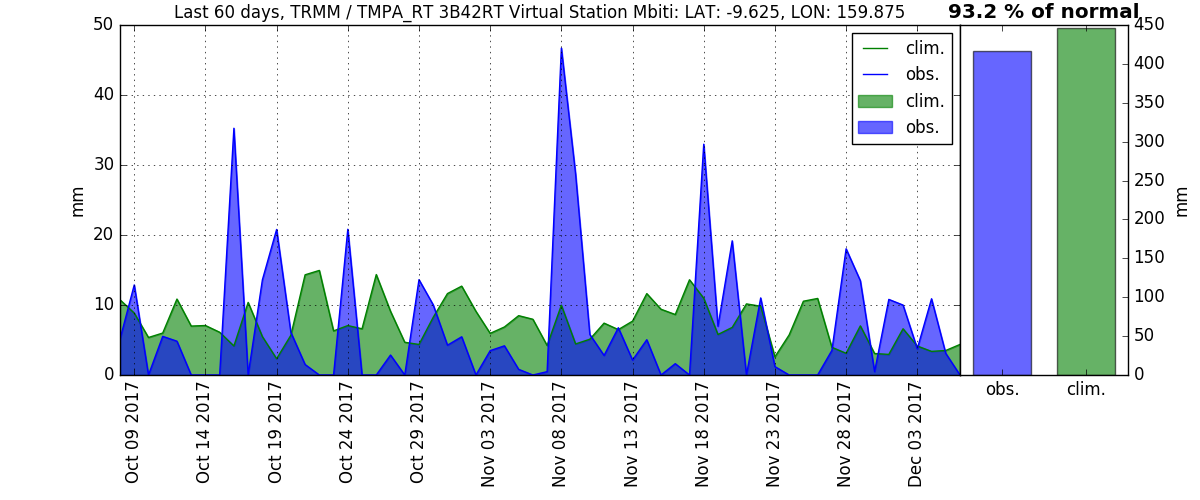 Last 60 days, TRMM / TMPA_RT 3B42RT Virtual Station Mbiti: LAT: -9.625, LON: 159.875
93.2 % of normal
50
40
30
20
10
0
mm
clim.
obs.
clim.
obs.
450
400
350
300
250
200
150
100
50
0
mm
obs.
clim.
Oct 09 2017
Oct 14 2017
Oct 19 2017
Oct 24 2017
Oct 29 2017
Nov 03 2017
Nov 08 2017
Nov 13 2017
Nov 18 2017
Nov 23 2017
Nov 28 2017
Dec 03 2017